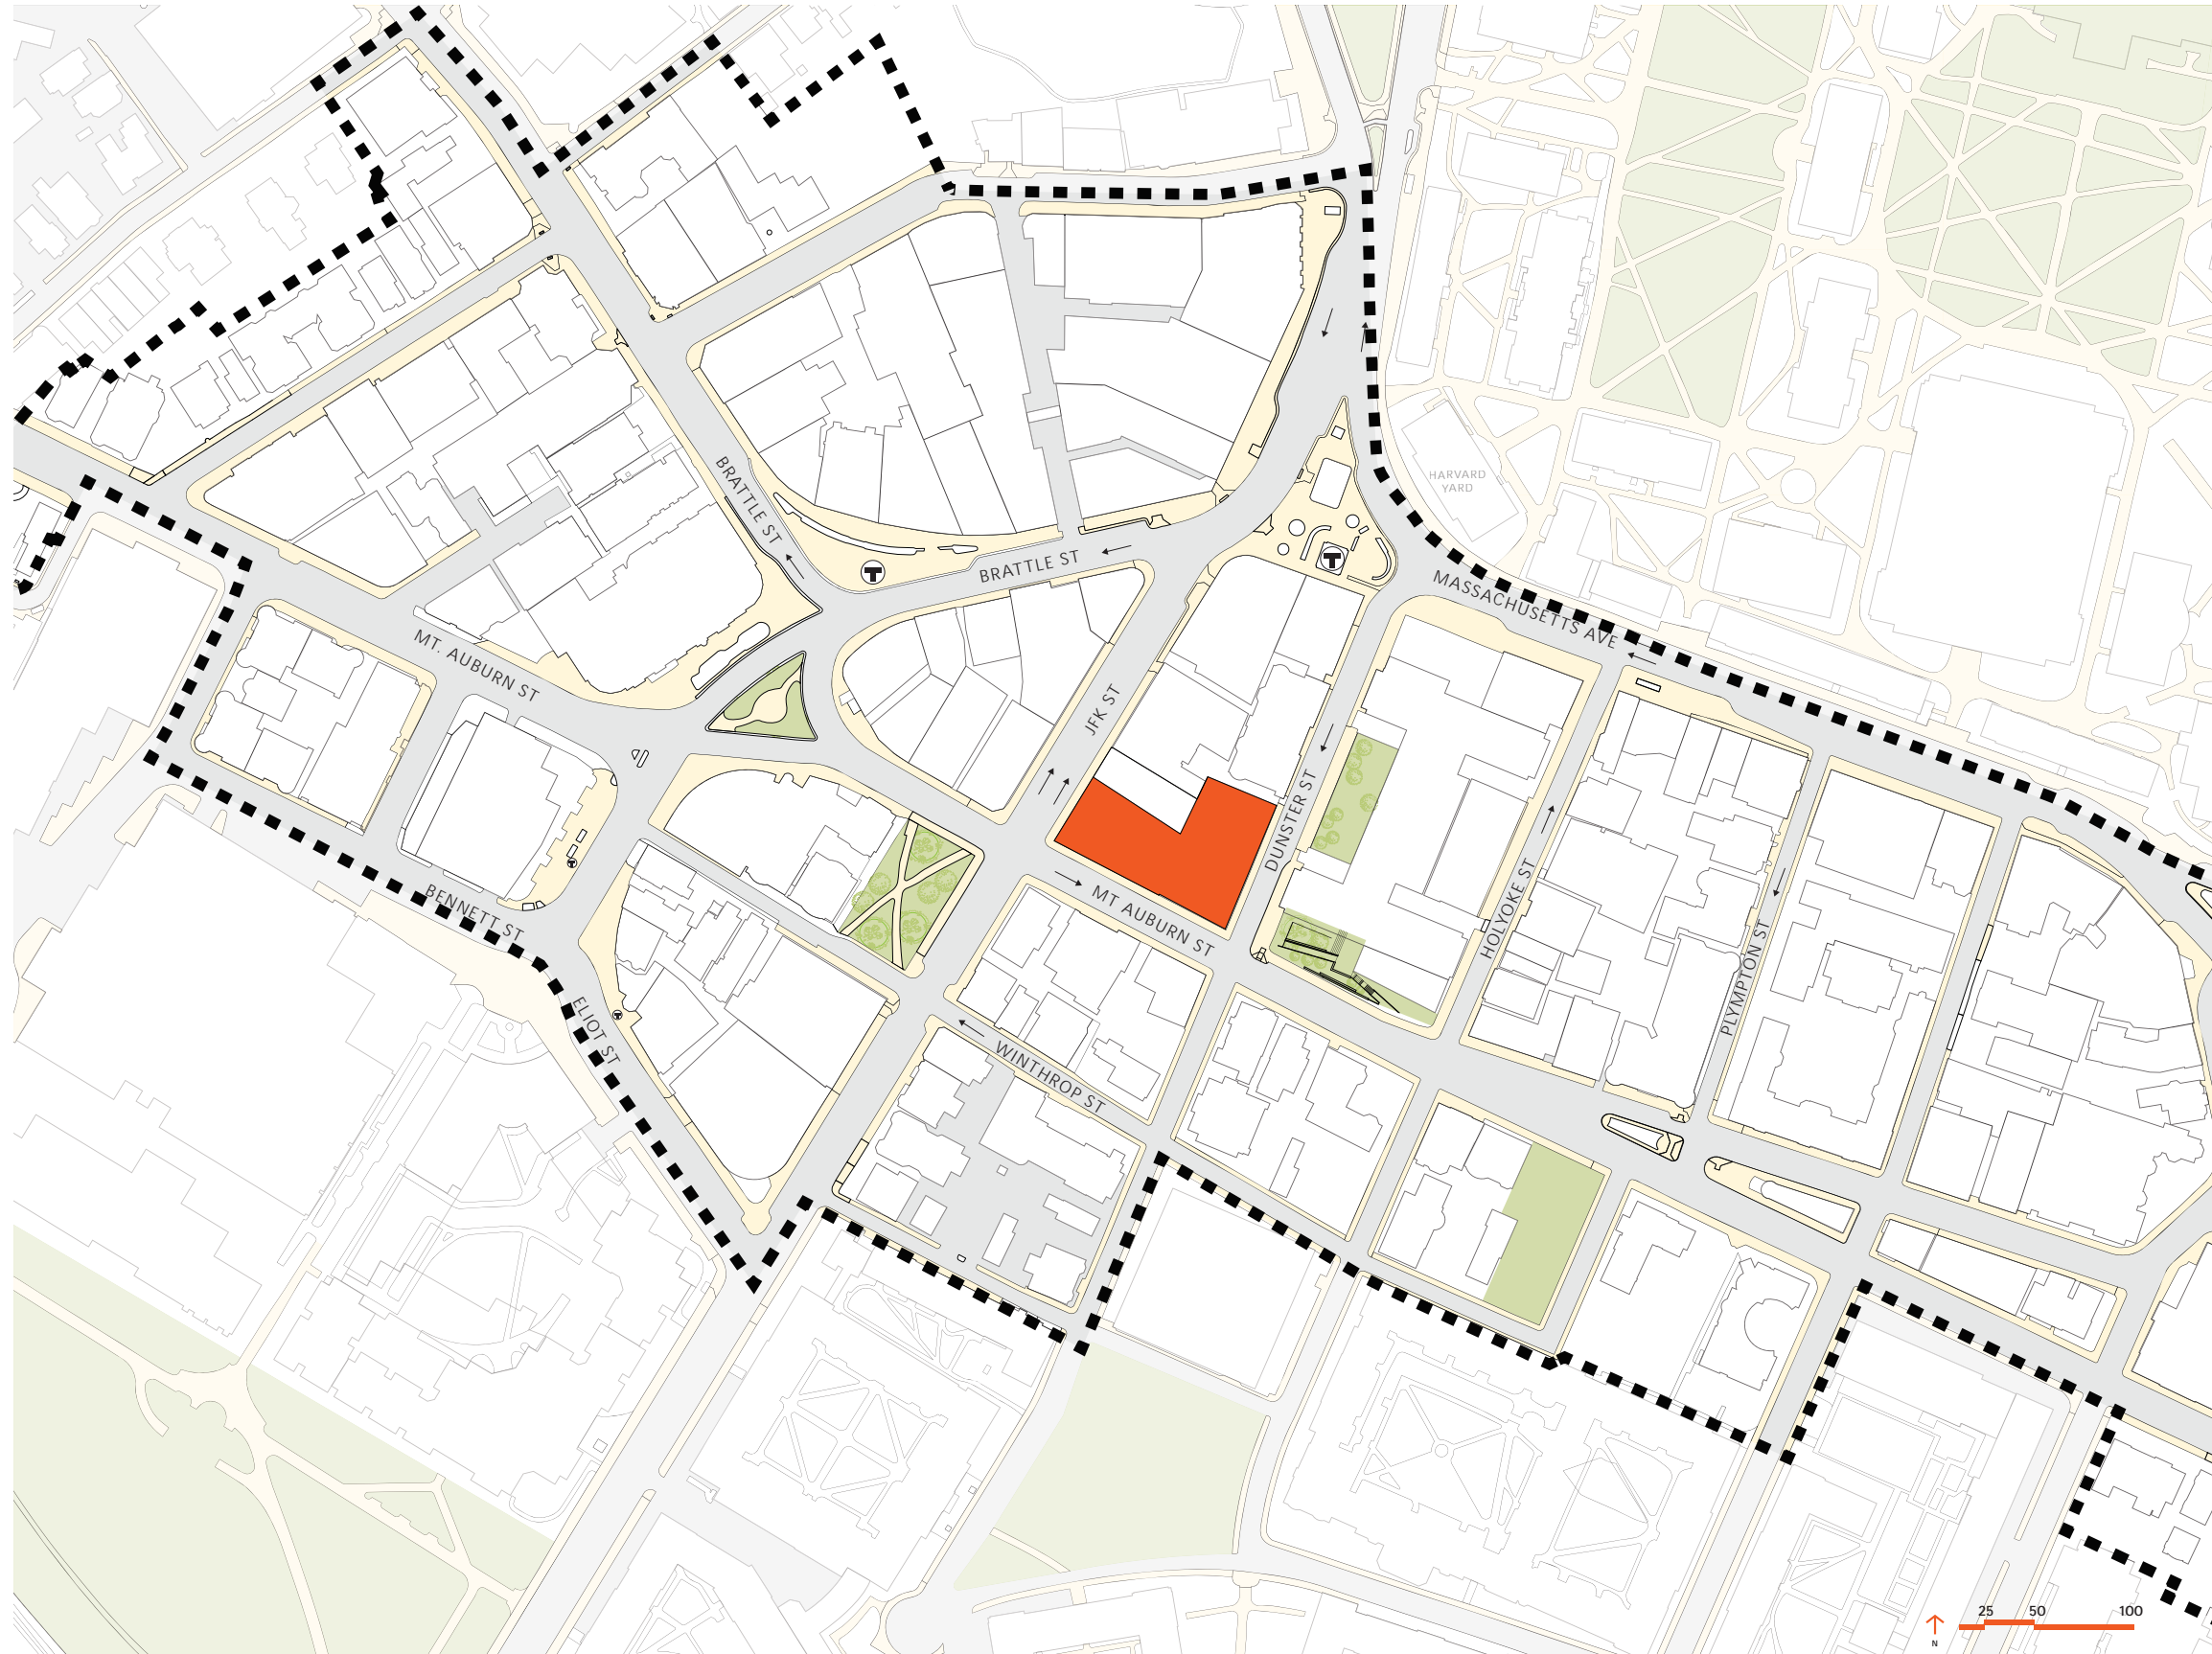 HARVARD
YARD
BRATTLE ST
BRATTLE ST
MASSACHUSETTS AVE
MT. AUBURN ST
JFK ST
DUNSTER ST
HOLYOKE ST
MT AUBURN ST
BENNETT ST
PLYMPTON ST
ELIOT ST
WINTHROP ST
T
T
25 50 100
N